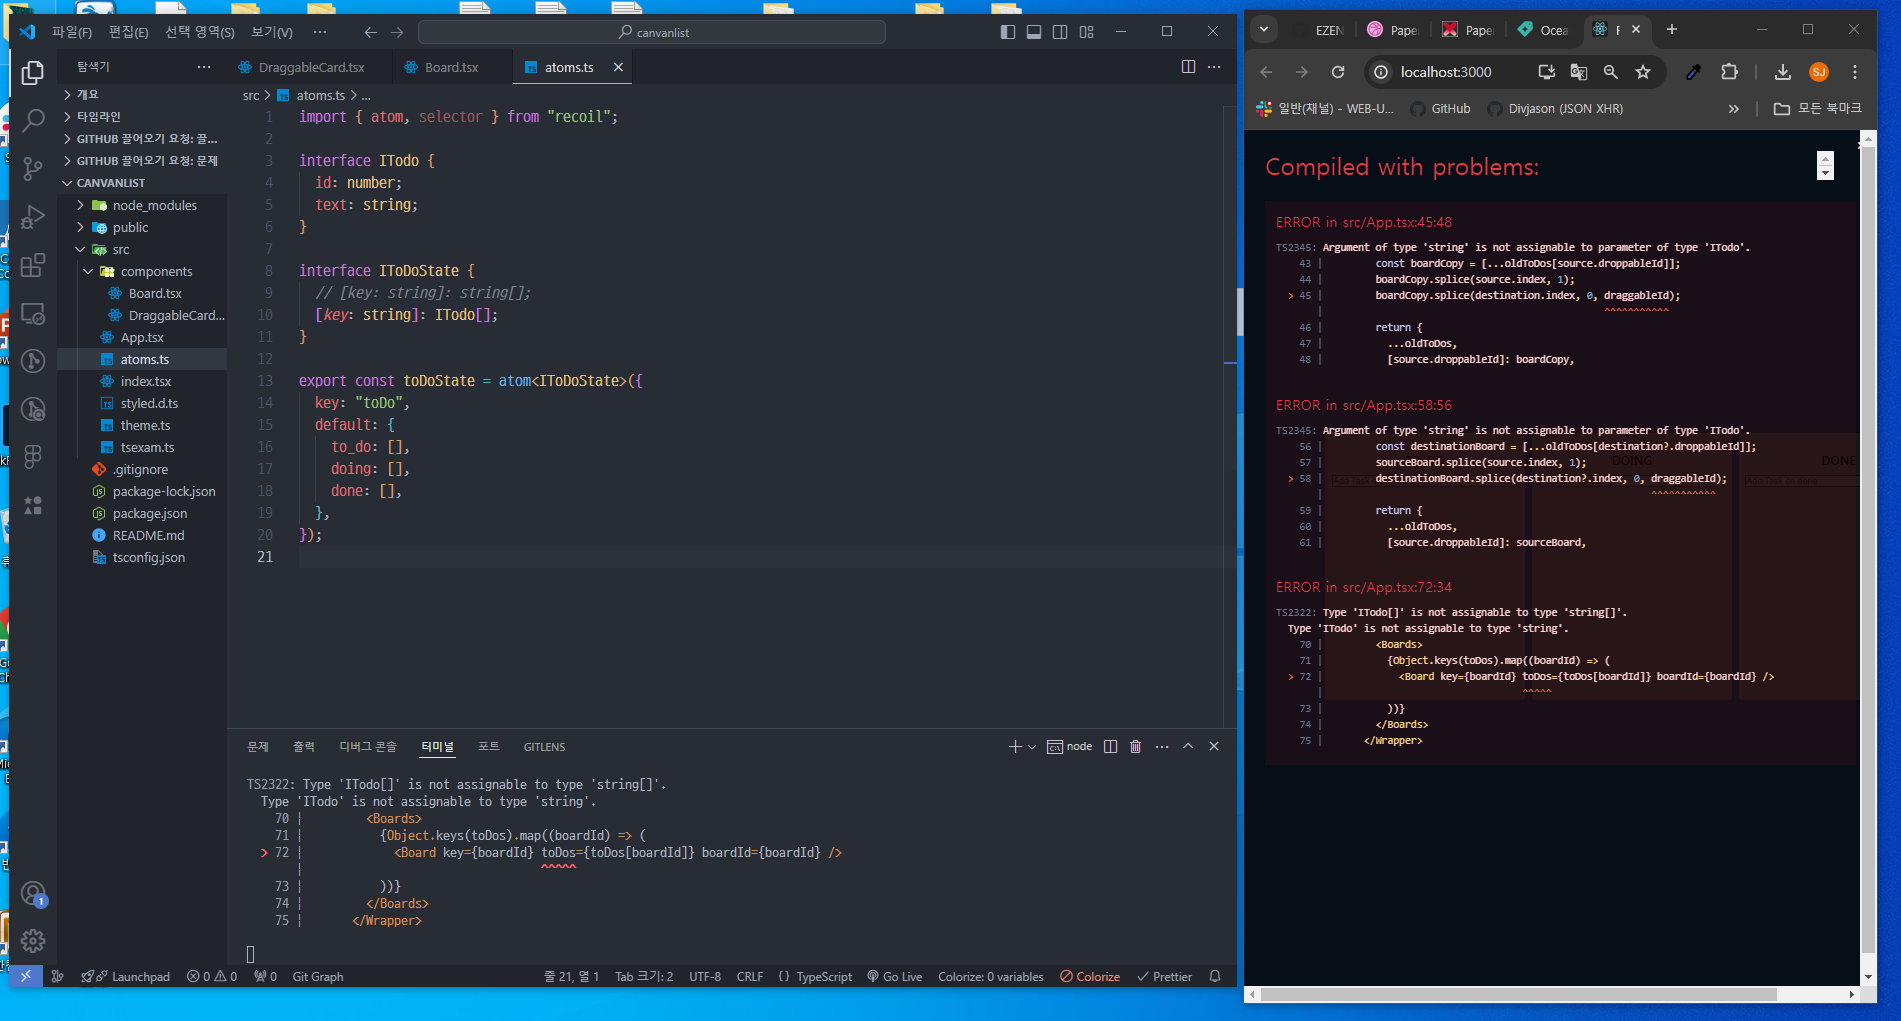 파일(F) 편집(E) 선택 영역(S) 보기(V) ··· canvanlist
탐색기
개요
타임라인
GITHUB 끌어오기 요청: 끌...
GITHUB 끌어오기 요청: 문제
CANVANLIST
node_modules
public
src
components
Board.tsx
DraggableCard...
App.tsx
atoms.ts
index.tsx
styled.d.ts
theme.ts
tsexam.ts
.gitignore
package-lock.json
package.json
README.md
tsconfig.json
DraggableCard.tsx Board.tsx atoms.ts
src > atoms.ts > ...
1 import { atom, selector } from "recoil";
2
3 interface ITodo {
4 id: number;
5 text: string;
6 }
7
8 interface IToDoState {
9 // [key: string]: string[];
10 [key: string]: ITodo[];
11 }
12
13 export const toDoState = atom<IToDoState>({
14 key: "toDo",
15 default: {
16 to_do: [],
17 doing: [],
18 done: [],
19 },
20 });
21
문제 출력 디버그 콘솔 터미널 포트 GITLENS node
TS2322: Type 'ITodo[]' is not assignable to type 'string[]'.
Type 'ITodo' is not assignable to type 'string'.
70 | <Boards>
71 | {Object.keys(toDos).map((boardId) => (
> 72 | <Board key={boardId} toDos={toDos[boardId]} boardId={boardId} />
| ^^^^^
73 | ))}
74 | </Boards>
75 | </Wrapper>
1
Launchpad 0 0 0 Git Graph 줄 21, 열 1 Tab 크기: 2 UTF-8 CRLF {} TypeScript Go Live Colorize: 0 variables Colorize Prettier
EZEN Pape Pape Ocea
localhost:3000 SJ
일반(채널) - WEB-U... GitHub Divjason (JSON XHR) » 모든 북마크
Compiled with problems:
ERROR in src/App.tsx:45:48
TS2345: Argument of type 'string' is not assignable to parameter of type 'ITodo'.
43 | const boardCopy = [...oldToDos[source.droppableId]];
44 | boardCopy.splice(source.index, 1);
> 45 | boardCopy.splice(destination.index, 0, draggableId);
| ^^^^^^^^^^^
46 | return {
47 | ...oldToDos,
48 | [source.droppableId]: boardCopy,
ERROR in src/App.tsx:58:56
TS2345: Argument of type 'string' is not assignable to parameter of type 'ITodo'.
56 | const destinationBoard = [...oldToDos[destination?.droppableId]];
57 | sourceBoard.splice(source.index, 1);
> 58 | destinationBoard.splice(destination?.index, 0, draggableId);
| ^^^^^^^^^^^
59 | return {
60 | ...oldToDos,
61 | [source.droppableId]: sourceBoard,
DOING DONE
ERROR in src/App.tsx:72:34
TS2322: Type 'ITodo[]' is not assignable to type 'string[]'.
Type 'ITodo' is not assignable to type 'string'.
70 | <Boards>
71 | {Object.keys(toDos).map((boardId) => (
> 72 | <Board key={boardId} toDos={toDos[boardId]} boardId={boardId} />
| ^^^^^
73 | ))}
74 | </Boards>
75 | </Wrapper>